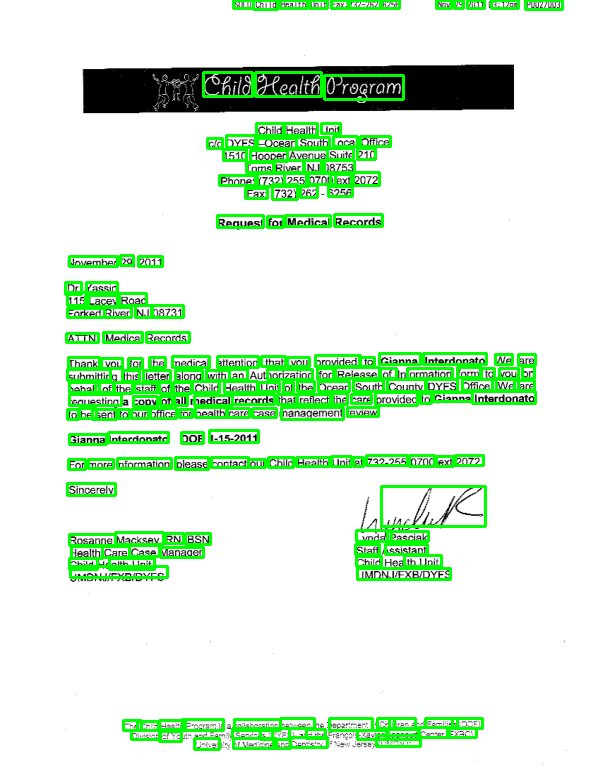 Child Health Unit Fax: 732-262-3256 Nov 29 2011 P002/003
Child Health Program
Child Health Unit
c/o DYFS –Ocean South Local Office
1510 Hooper Avenue Suite 210
Toms River NJ 08753
Phone: (732) 255 0700 ext 2072
Fax (732) 262 - 3256
Request for Medical Records
November 29 2011
Dr Yassin
115 Lacey Road
Forked River NJ 08731
ATTN: Medical Records
Thank you for the medical attention that you provided to Gianna Interdonato We are
submitting this letter along with an Authorization for Release of Information form to you on
behalf of the staff of the Child Health Unit of the Ocean South County DYFS Office We are
requesting a copy of all medical records that reflect the care provided to Gianna Interdonato
to be sent to our office for health care case management review
Gianna Interdonato DOB 1-15-2011
For more information please contact our Child Health Unit at 732-255 0700 ext 2072
Sincerely
Rosanne Macksey RN BSN
Health Care Case Manager
Child Health Unit
UMDNJ/FXB/DYFS
Lynda Pasciak
Staff Assistant
Child Health Unit
UMDNJ/FXB/DYFS
The Child Health Program is a collaboration between the Department of Children and Families (DCF)
Division of Youth and Family Services (DYFS) and the François-Xavier Bagnoud Center (FXBC)
University of Medicine and Dentistry of New Jersey